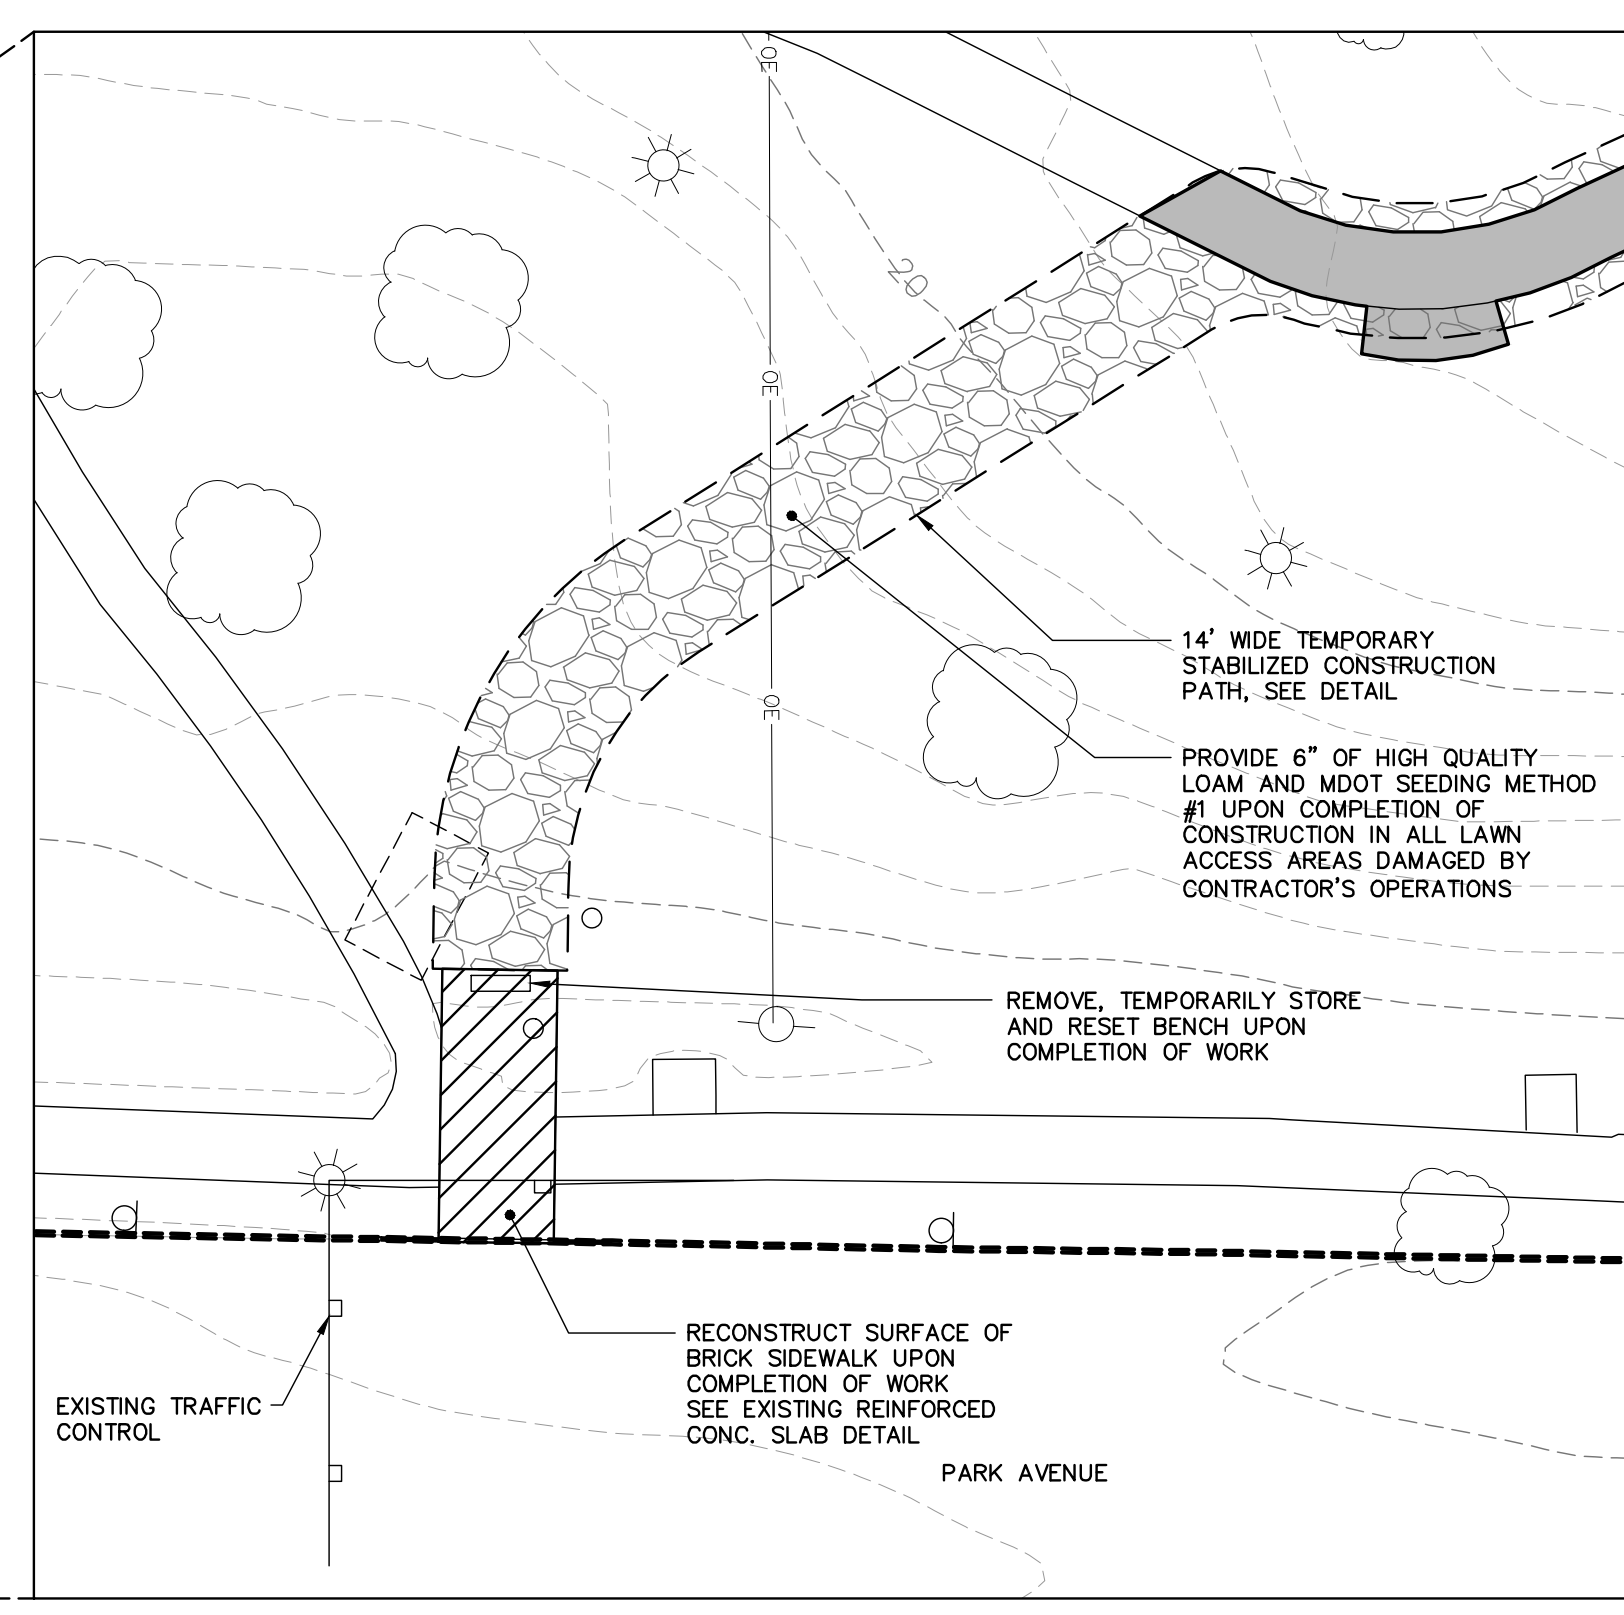 OE
20
OE
OE
14' WIDE TEMPORARY
STABILIZED CONSTRUCTION
PATH, SEE DETAIL
PROVIDE 6" OF HIGH QUALITY
LOAM AND MDOT SEEDING METHOD
#1 UPON COMPLETION OF
CONSTRUCTION IN ALL LAWN
ACCESS AREAS DAMAGED BY
CONTRACTOR'S OPERATIONS
REMOVE, TEMPORARILY STORE
AND RESET BENCH UPON
COMPLETION OF WORK
RECONSTRUCT SURFACE OF
BRICK SIDEWALK UPON
COMPLETION OF WORK
SEE EXISTING REINFORCED
CONC. SLAB DETAIL
EXISTING TRAFFIC
CONTROL
PARK AVENUE